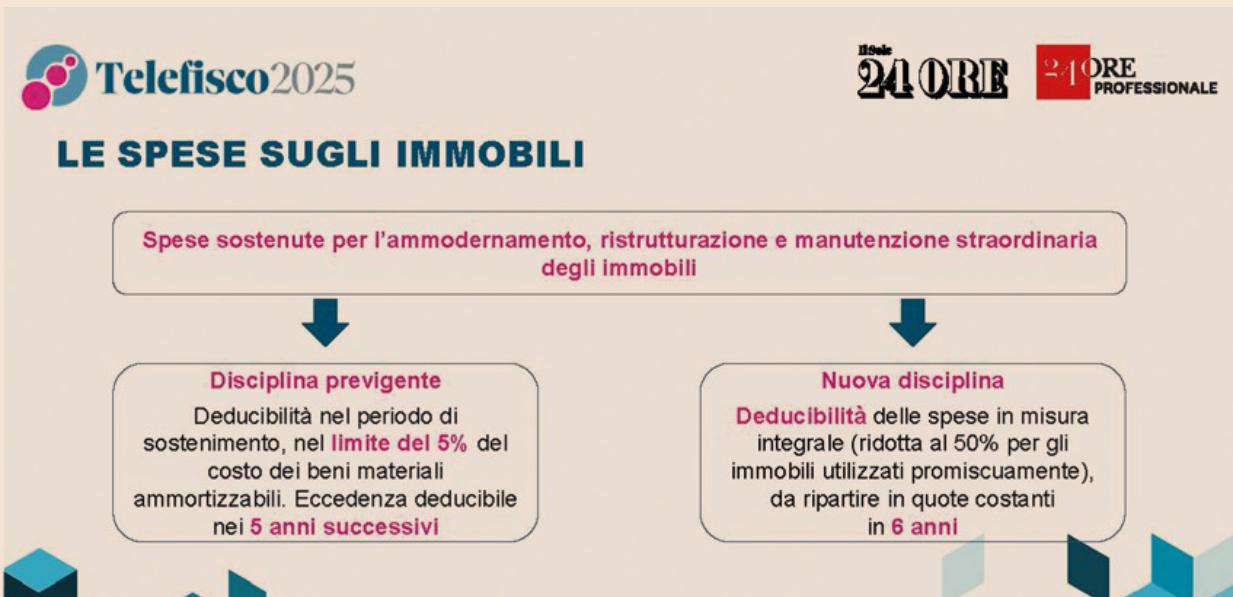 Telefisco2025
Il Sole
24 ORE
24 ORE
PROFESSIONALE
LE SPESE SUGLI IMMOBILI
Spese sostenute per l'ammodernamento, ristrutturazione e manutenzione straordinaria
degli immobili
Disciplina previgente
Deducibilità nel periodo di
sostenimento, nel limite del 5% del
costo dei beni materiali
ammortizzabili. Eccedenza deducibile
nei 5 anni successivi
Nuova disciplina
Deducibilità delle spese in misura
integrale (ridotta al 50% per gli
immobili utilizzati promiscuamente),
da ripartire in quote costanti
in 6 anni